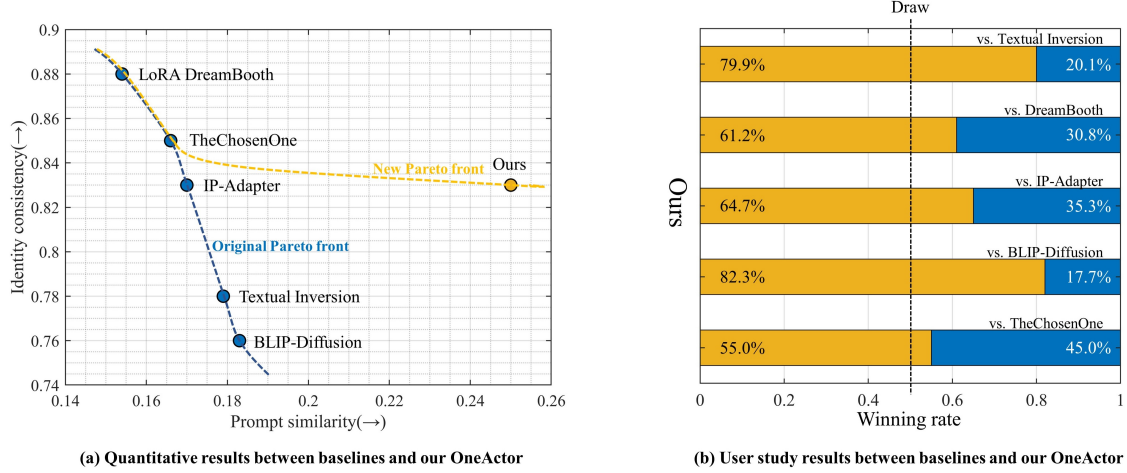 0.9
0.88
0.86
0.84
0.82
0.8
0.78
0.76
0.74
Identity consistency(→)
LoRA DreamBooth
TheChosenOne
IP-Adapter
Ours
New Pareto front
Original Pareto front
Textual Inversion
BLIP-Diffusion
0.14 0.16 0.18 0.2 0.22 0.24 0.26
Prompt similarity(→)
(a) Quantitative results between baselines and our OneActor
Draw
Ours
vs. Textual Inversion
79.9% 20.1%
vs. DreamBooth
61.2% 30.8%
vs. IP-Adapter
64.7% 35.3%
vs. BLIP-Diffusion
82.3% 17.7%
vs. TheChosenOne
55.0% 45.0%
0 0.2 0.4 0.6 0.8 1
Winning rate
(b) User study results between baselines and our OneActor